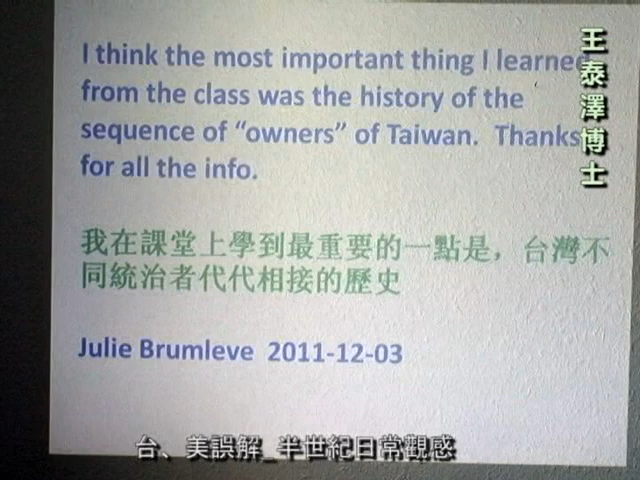 I think the most important thing I learned
from the class was the history of the
sequence of “owners” of Taiwan. Thanks
for all the info.
我在課堂上學到最重要的一點是，台灣不
同統治者代代相接的歷史
Julie Brumleve 2011-12-03
王泰澤博士
台、美誤解_半世紀日常觀感